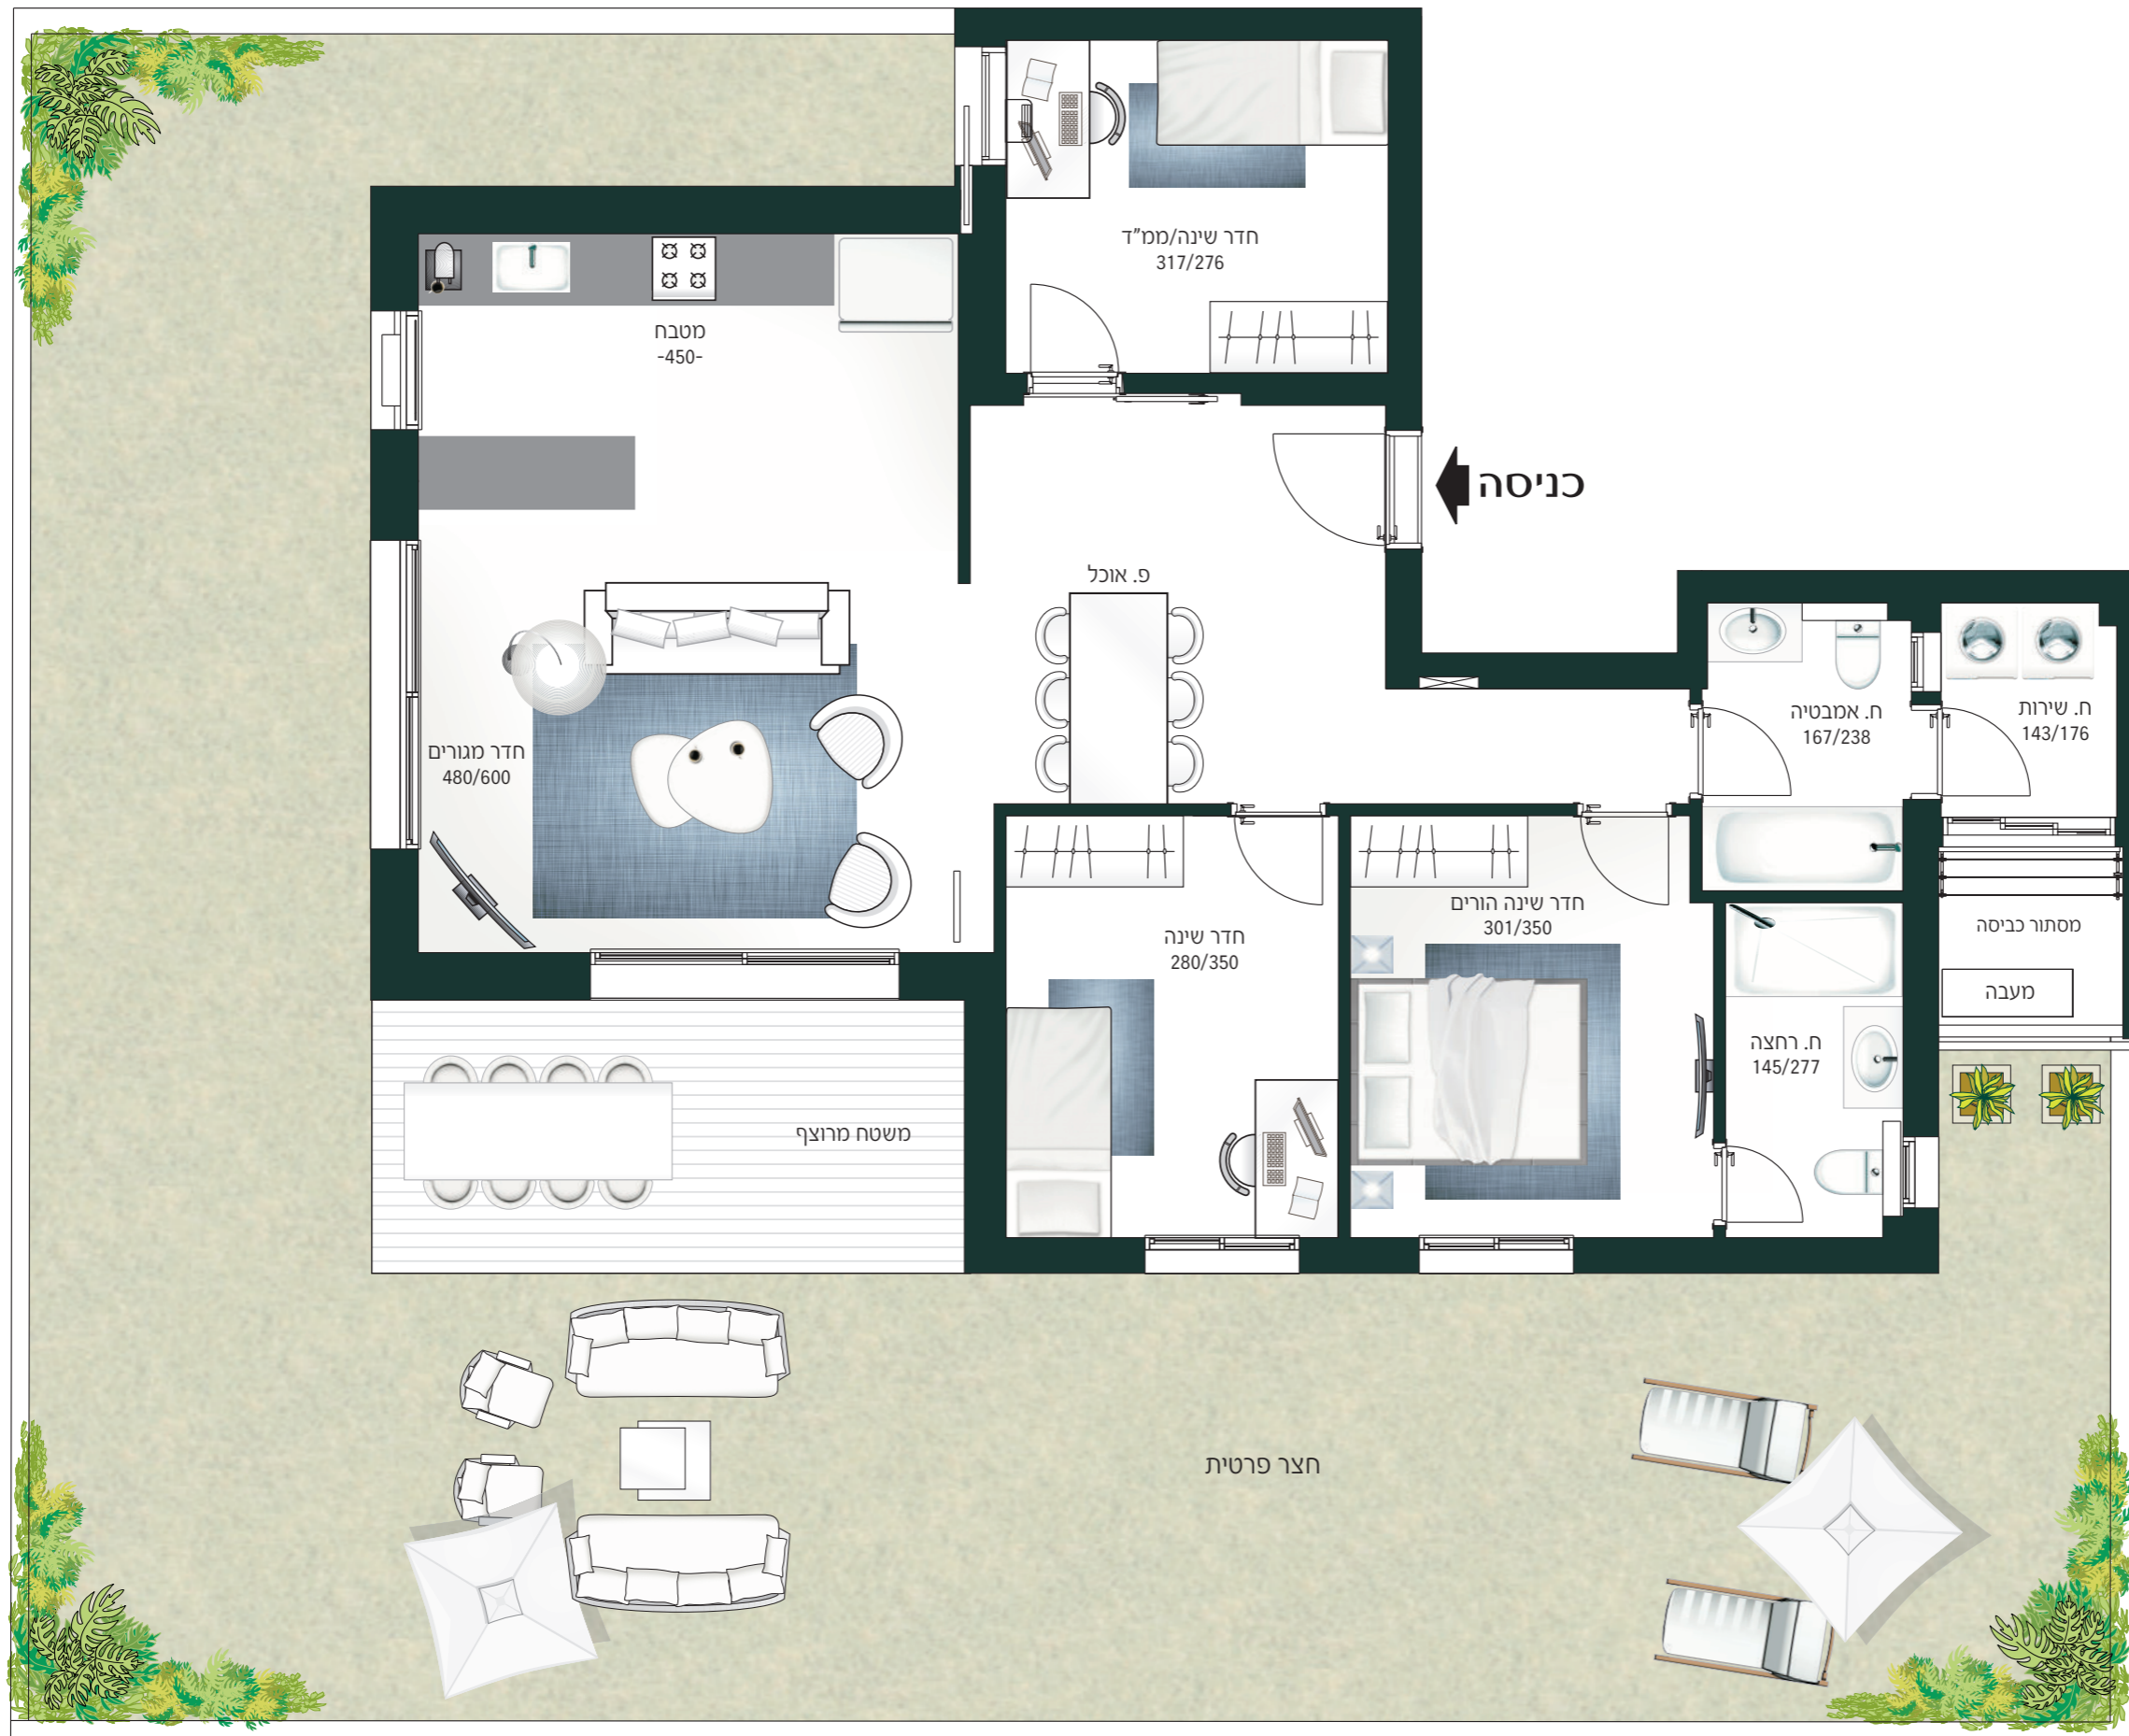 חדר שינה/ממ"ד
317/276
מטבח
-450-
כניסה
פ. אוכל
ח. אמבטיה
167/238
ח. שירות
143/176
חדר מגורים
480/600
חדר שינה הורים
301/350
חדר שינה
280/350
מסתור כביסה
מעבה
ח. רחצה
145/277
משטח מרוצף
חצר פרטית